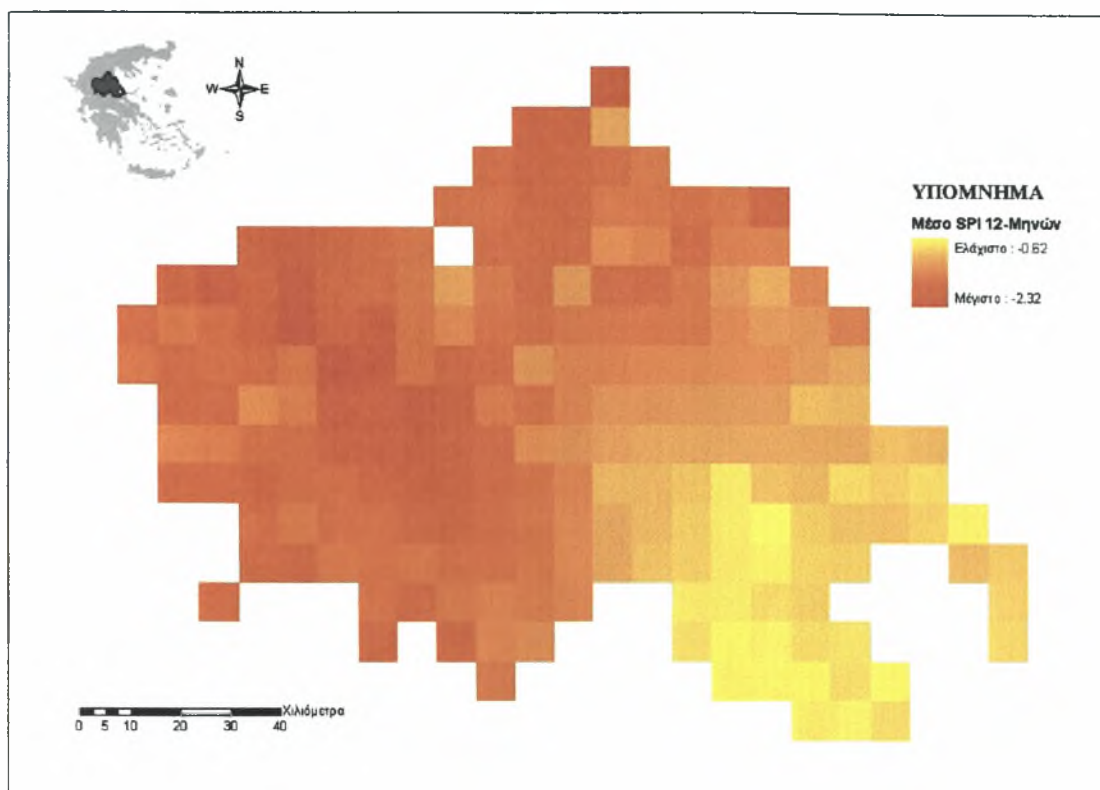 N
W E
S
ΥΠΟΜΝΗΜΑ
Μέσο SPI 12-Μηνών
Ελάχιστο : -0.62
Μέγιστο : -2.32
Χιλιόμετρα
0 5 10 20 30 40